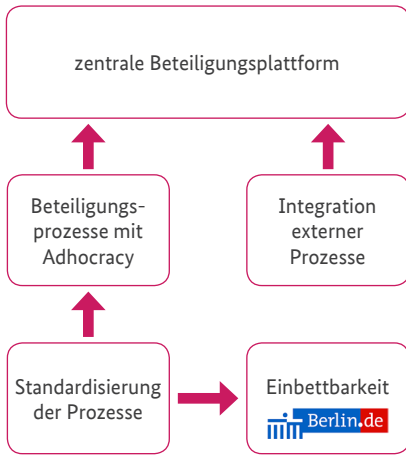 zentrale Beteiligungsplattform
Beteiligungs-
prozesse mit
Adhocracy
Integration
externer
Prozesse
Standardisierung
der Prozesse
Einbettbarkeit
Berlin.de